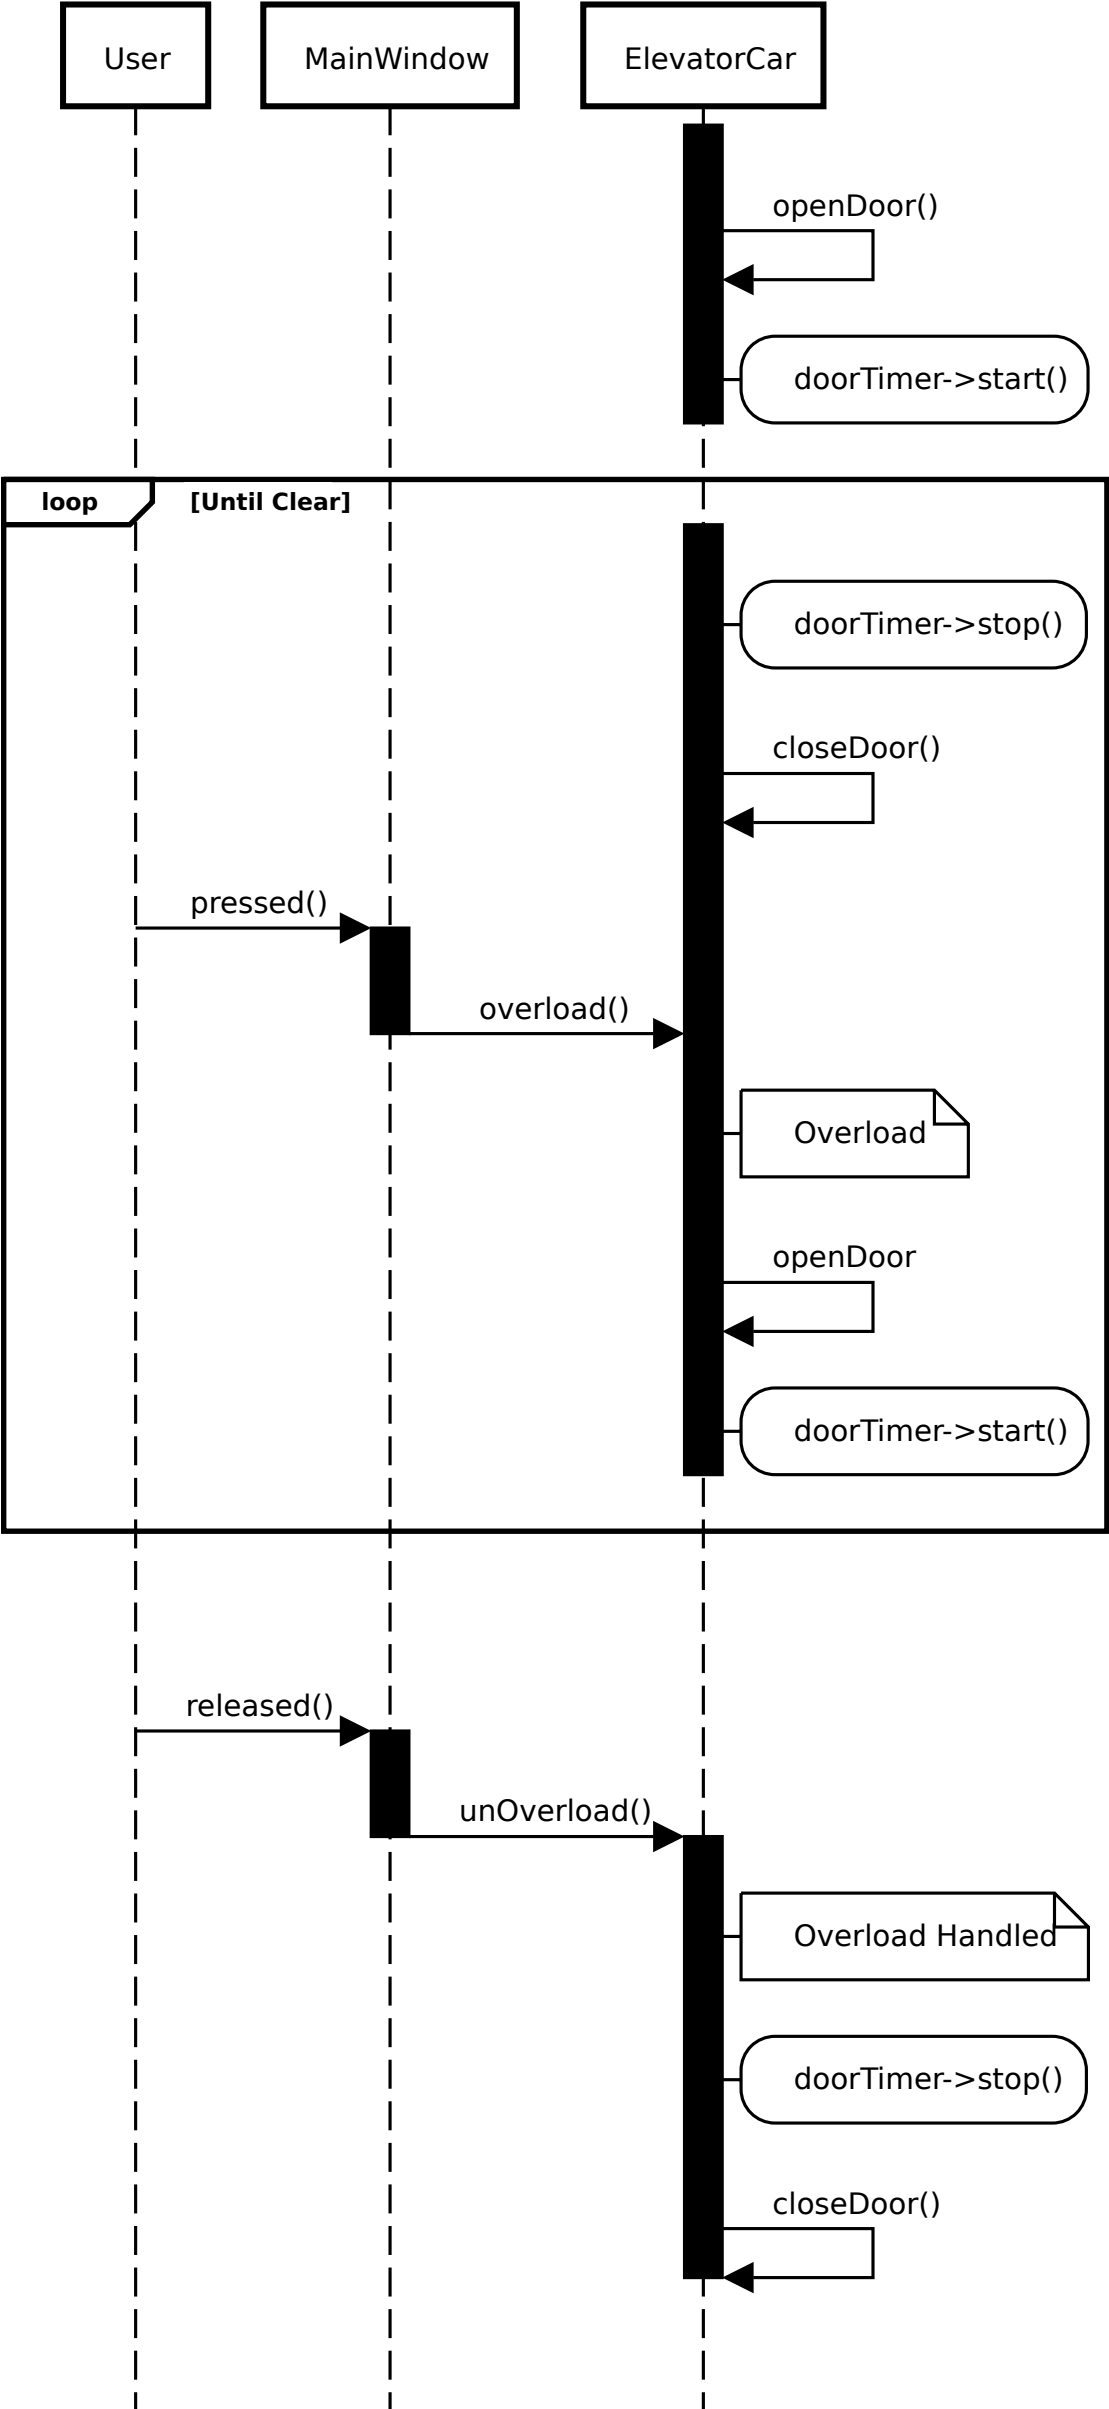 User
MainWindow
ElevatorCar
openDoor()
doorTimer->start()
loop
[Until Clear]
doorTimer->stop()
closeDoor()
pressed()
overload()
Overload
openDoor
doorTimer->start()
released()
unOverload()
Overload Handled
doorTimer->stop()
closeDoor()